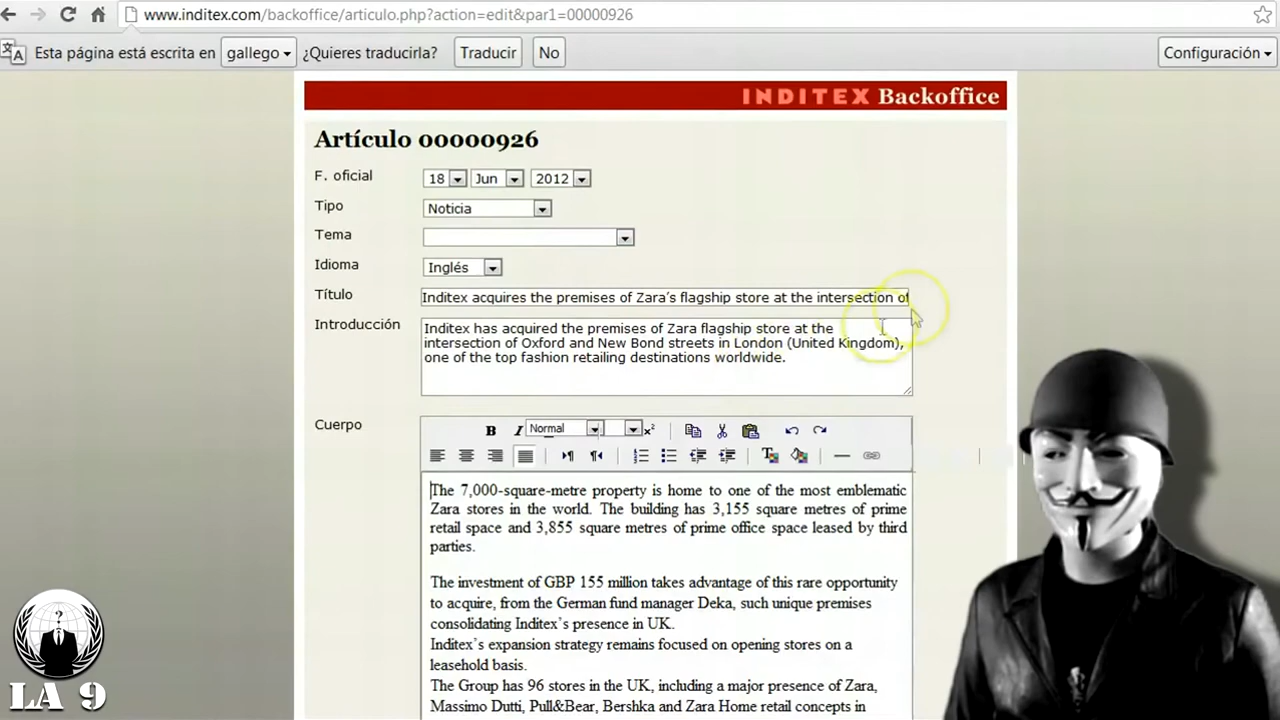 www.inditex.com/backoffice/articulo.php?action=edit&par1=00000926
Esta página está escrita en gallego ¿Quieres traducirla? Traducir No Configuración
INDITEX Backoffice
Artículo 00000926
F. oficial 18 Jun 2012
Tipo Noticia
Tema
Idioma Inglés
Título Inditex acquires the premises of Zara's flagship store at the intersection of
Introducción Inditex has acquired the premises of Zara flagship store at the
intersection of Oxford and New Bond streets in London (United Kingdom),
one of the top fashion retailing destinations worldwide.
Cuerpo
B I Normal x²
The 7,000-square-metre property is home to one of the most emblematic
Zara stores in the world. The building has 3,155 square metres of prime
retail space and 3,855 square metres of prime office space leased by third
parties.
The investment of GBP 155 million takes advantage of this rare opportunity
to acquire, from the German fund manager Deka, such unique premises
consolidating Inditex's presence in UK.
Inditex's expansion strategy remains focused on opening stores on a
leasehold basis.
The Group has 96 stores in the UK, including a major presence of Zara,
Massimo Dutti, Pull&Bear, Bershka and Zara Home retail concepts in
?
LA 9